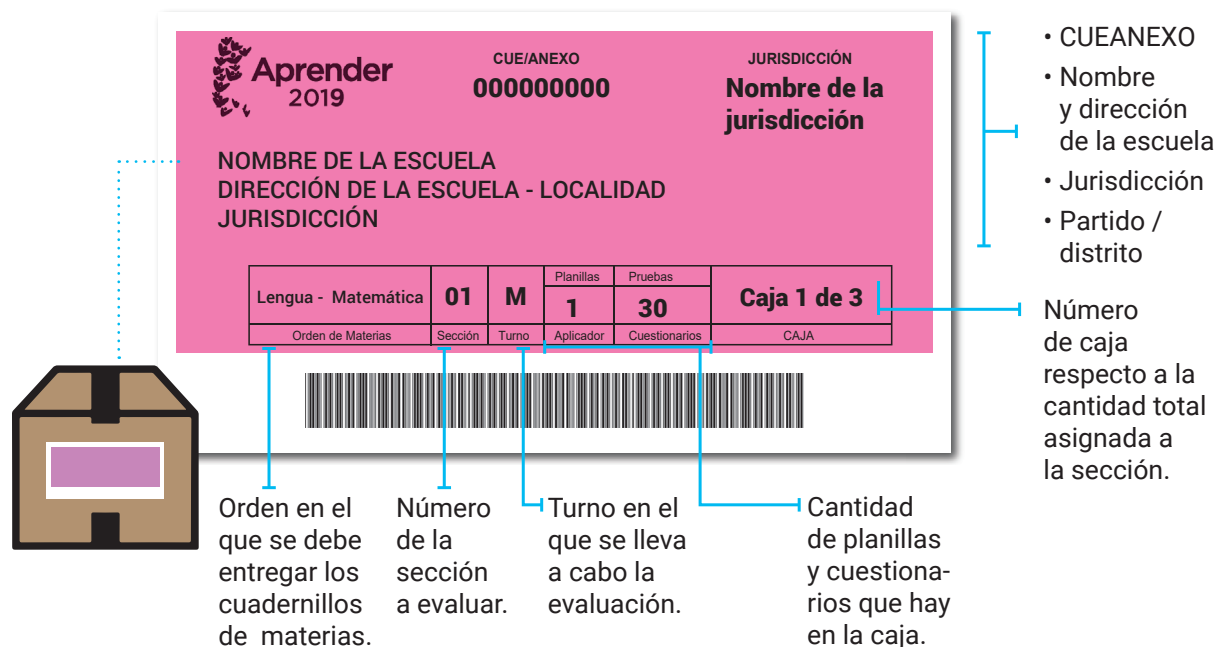 Aprender
2019
CUE/ANEXO
000000000
JURISDICCIÓN
Nombre de la
jurisdicción
NOMBRE DE LA ESCUELA
DIRECCIÓN DE LA ESCUELA - LOCALIDAD
JURISDICCIÓN
Lengua - Matemática
Orden de Materias
01
Sección
M
Turno
Planillas
1
Aplicador
Pruebas
30
Cuestionarios
Caja 1 de 3
CAJA
• CUEANEXO
• Nombre
y dirección
de la escuela
• Jurisdicción
• Partido /
distrito
Número
de caja
respecto a la
cantidad total
asignada a
la sección.
Orden en el
que se debe
entregar los
cuadernillos
de materias.
Número
de la
sección
a evaluar.
Turno en el
que se lleva
a cabo la
evaluación.
Cantidad
de planillas
y cuestiona-
rios que hay
en la caja.